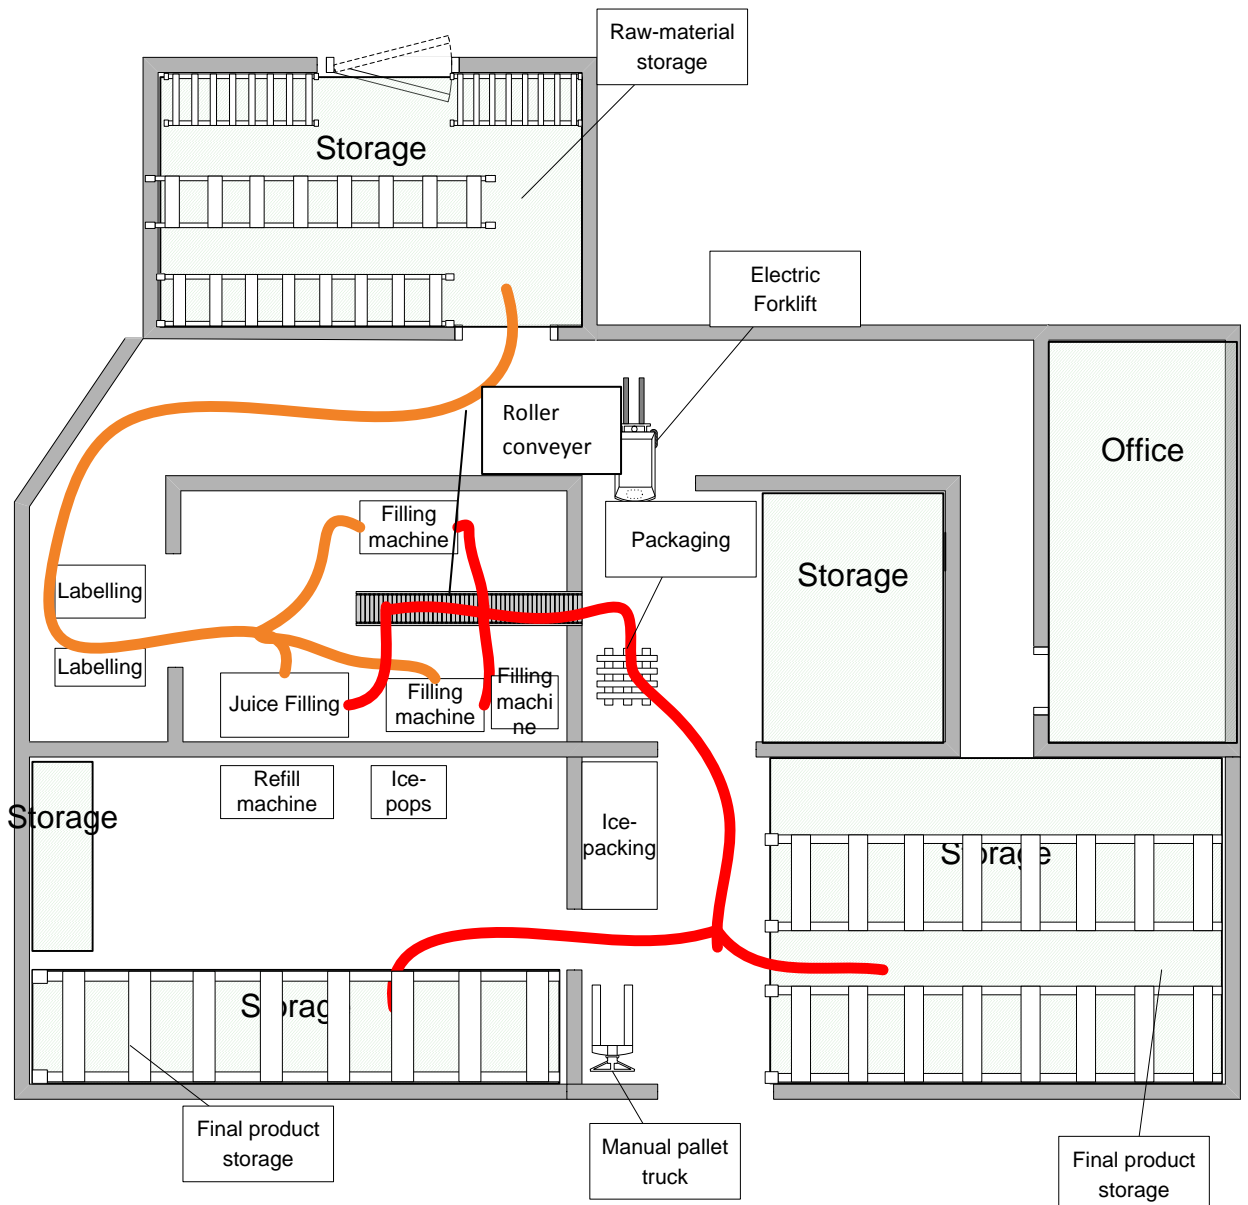 Raw-material
storage
Storage
Electric
Forklift
Roller
conveyer
Office
Filling
machine
Packaging
Storage
Labelling
Labelling
Juice Filling
Filling
machine
Filling
machi
ne
Refill
machine
Ice-
pops
Storage
Ice-
packing
Storage
Storage
Final product
storage
Manual pallet
truck
Final product
storage